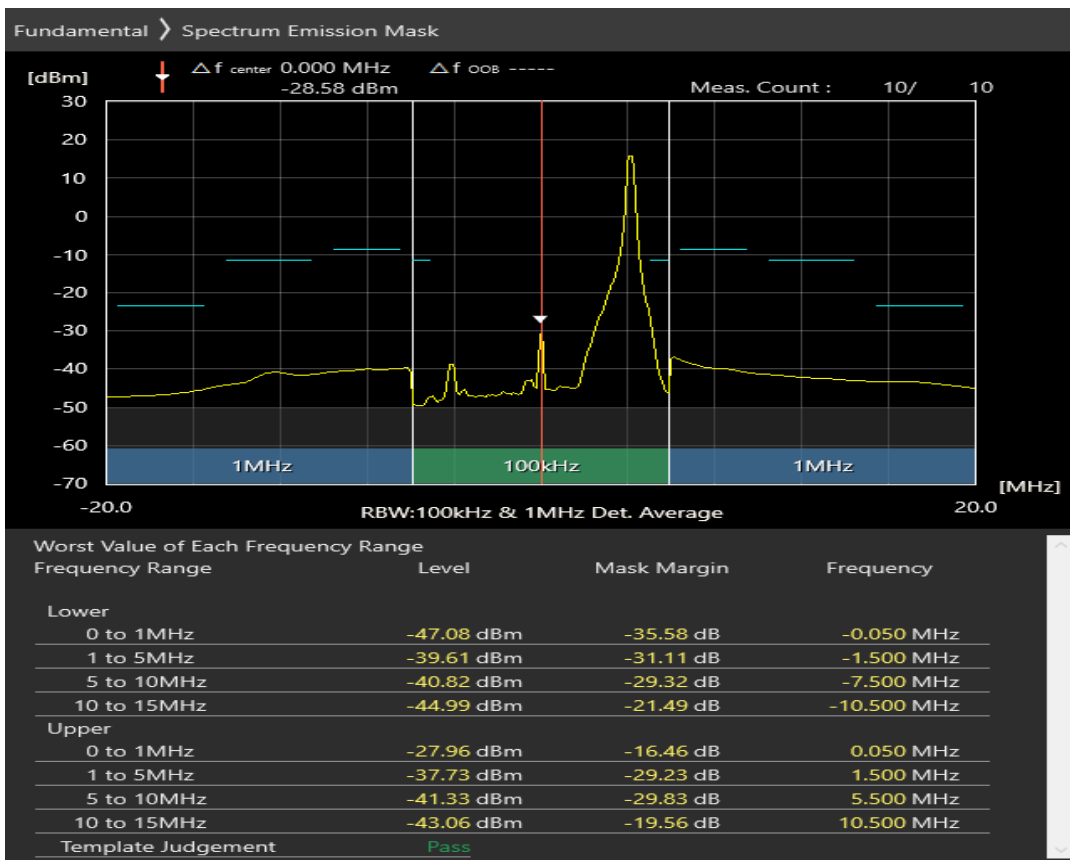 Fundamental ❯ Spectrum Emission Mask
[dBm] △f center 0.000 MHz △f OOB -----
-28.58 dBm Meas. Count : 10/ 10
30
20
10
0
-10
-20
-30
-40
-50
-60
-70
1MHz 100kHz 1MHz
[MHz]
-20.0 RBW:100kHz & 1MHz Det. Average 20.0
Worst Value of Each Frequency Range
Frequency Range Level Mask Margin Frequency
Lower
0 to 1MHz -47.08 dBm -35.58 dB -0.050 MHz
1 to 5MHz -39.61 dBm -31.11 dB -1.500 MHz
5 to 10MHz -40.82 dBm -29.32 dB -7.500 MHz
10 to 15MHz -44.99 dBm -21.49 dB -10.500 MHz
Upper
0 to 1MHz -27.96 dBm -16.46 dB 0.050 MHz
1 to 5MHz -37.73 dBm -29.23 dB 1.500 MHz
5 to 10MHz -41.33 dBm -29.83 dB 5.500 MHz
10 to 15MHz -43.06 dBm -19.56 dB 10.500 MHz
Template Judgement Pass